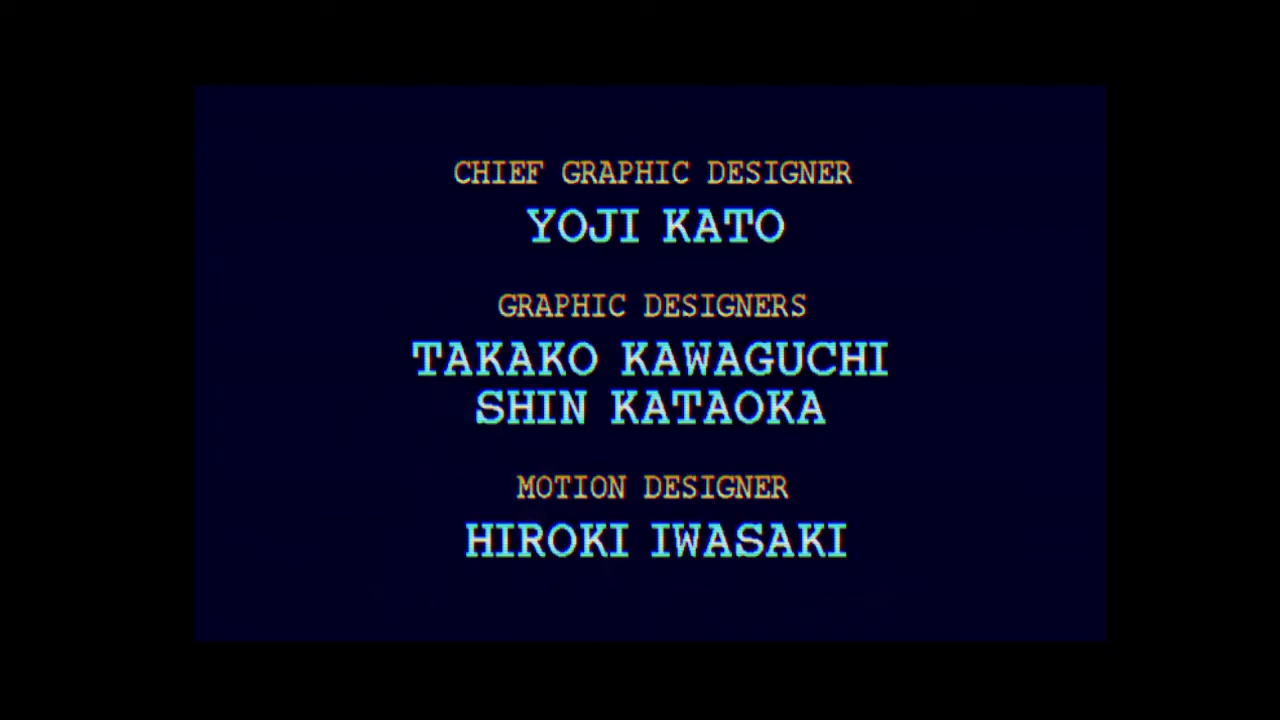 CHIEF GRAPHIC DESIGNER
YOJI KATO
GRAPHIC DESIGNERS
TAKAKO KAWAGUCHI
SHIN KATAOKA
MOTION DESIGNER
HIROKI IWASAKI